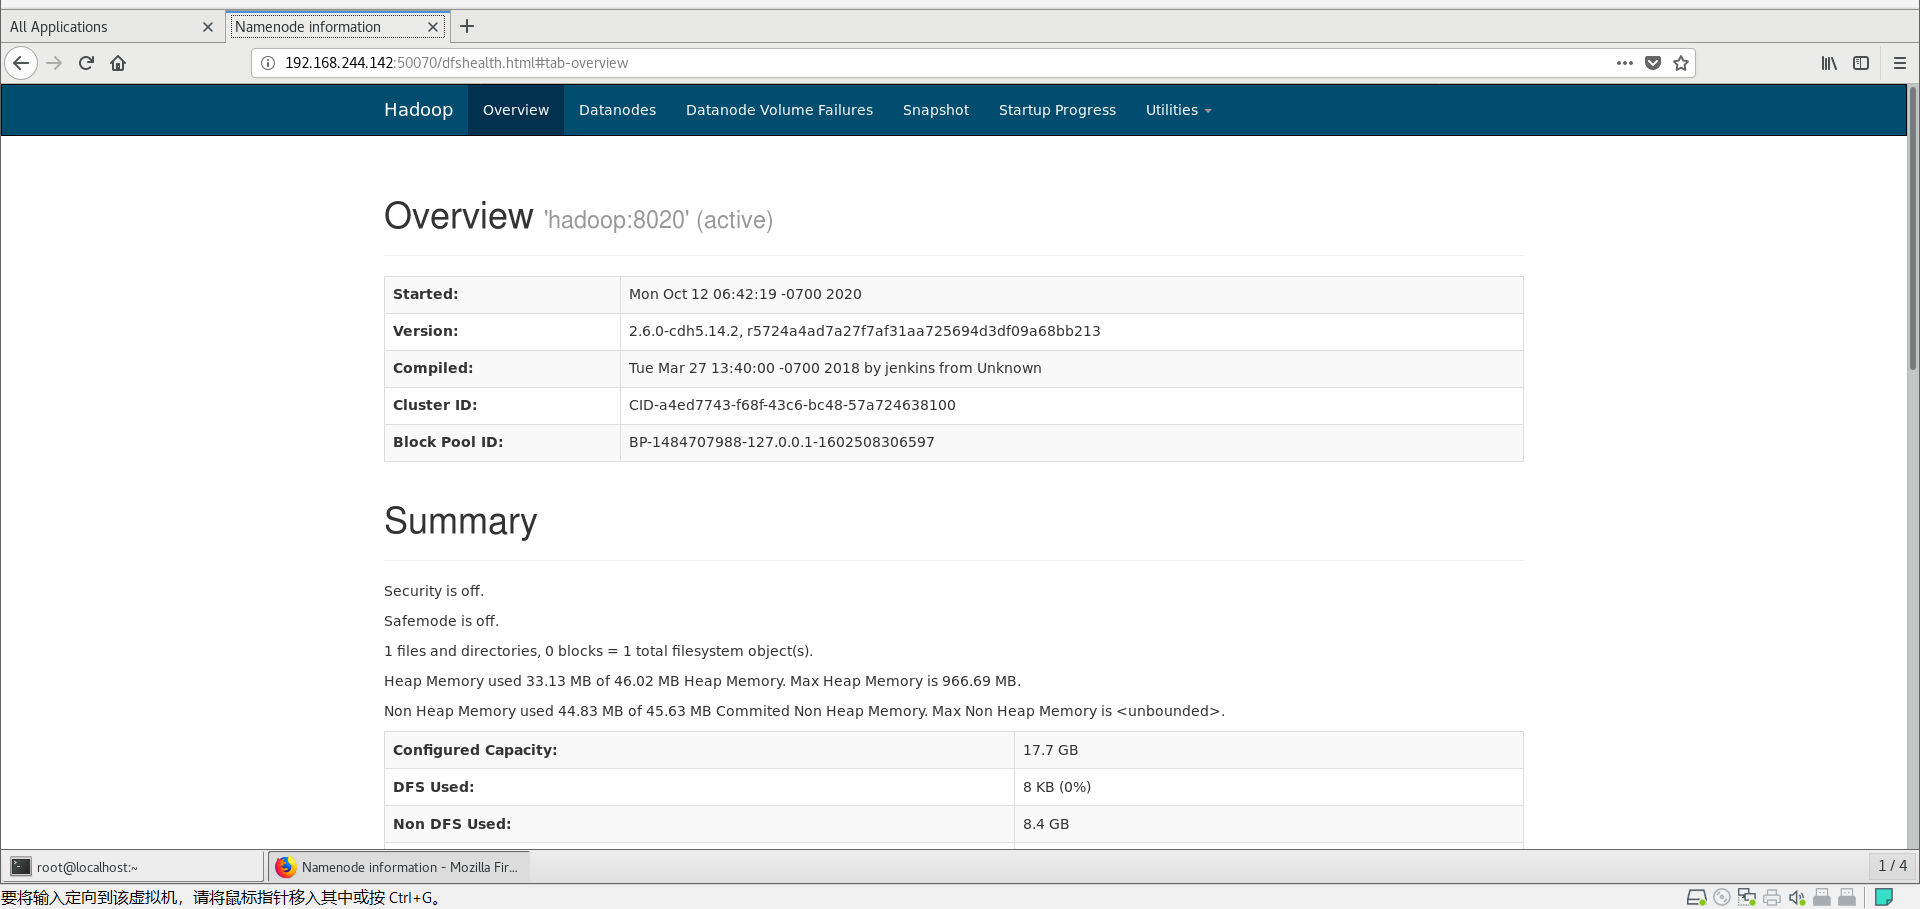 All Applications
Namenode information
192.168.244.142:50070/dfshealth.html#tab-overview
Hadoop Overview Datanodes Datanode Volume Failures Snapshot Startup Progress Utilities
Overview 'hadoop:8020' (active)
Started: Mon Oct 12 06:42:19 -0700 2020
Version: 2.6.0-cdh5.14.2, r5724a4ad7a27f7af31aa725694d3df09a68bb213
Compiled: Tue Mar 27 13:40:00 -0700 2018 by jenkins from Unknown
Cluster ID: CID-a4ed7743-f68f-43c6-bc48-57a724638100
Block Pool ID: BP-1484707988-127.0.0.1-1602508306597
Summary
Security is off.
Safemode is off.
1 files and directories, 0 blocks = 1 total filesystem object(s).
Heap Memory used 33.13 MB of 46.02 MB Heap Memory. Max Heap Memory is 966.69 MB.
Non Heap Memory used 44.83 MB of 45.63 MB Commited Non Heap Memory. Max Non Heap Memory is <unbounded>.
Configured Capacity: 17.7 GB
DFS Used: 8 KB (0%)
Non DFS Used: 8.4 GB
root@localhost:~
Namenode information - Mozilla Fir...
1 / 4
要将输入定向到该虚拟机，请将鼠标指针移入其中或按 Ctrl+G。